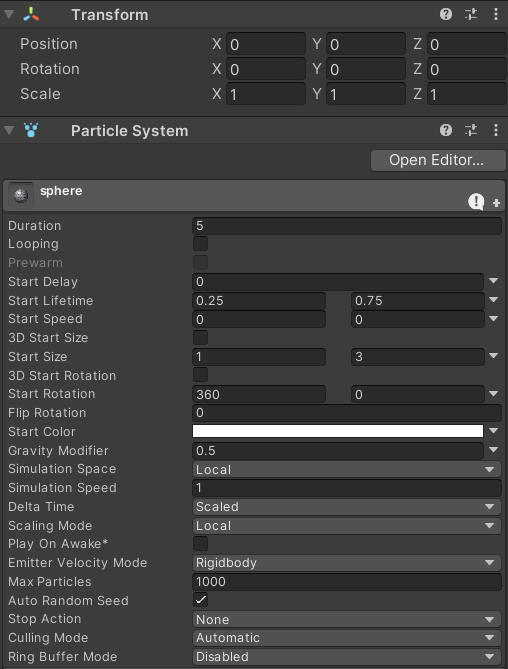 Transform
Position X 0 Y 0 Z 0
Rotation X 0 Y 0 Z 0
Scale X 1 Y 1 Z 1
Particle System
Open Editor...
sphere
Duration 5
Looping
Prewarm
Start Delay 0
Start Lifetime 0.25 0.75
Start Speed 0 0
3D Start Size
Start Size 1 3
3D Start Rotation
Start Rotation 360 0
Flip Rotation 0
Start Color
Gravity Modifier 0.5
Simulation Space Local
Simulation Speed 1
Delta Time Scaled
Scaling Mode Local
Play On Awake*
Emitter Velocity Mode Rigidbody
Max Particles 1000
Auto Random Seed
Stop Action None
Culling Mode Automatic
Ring Buffer Mode Disabled